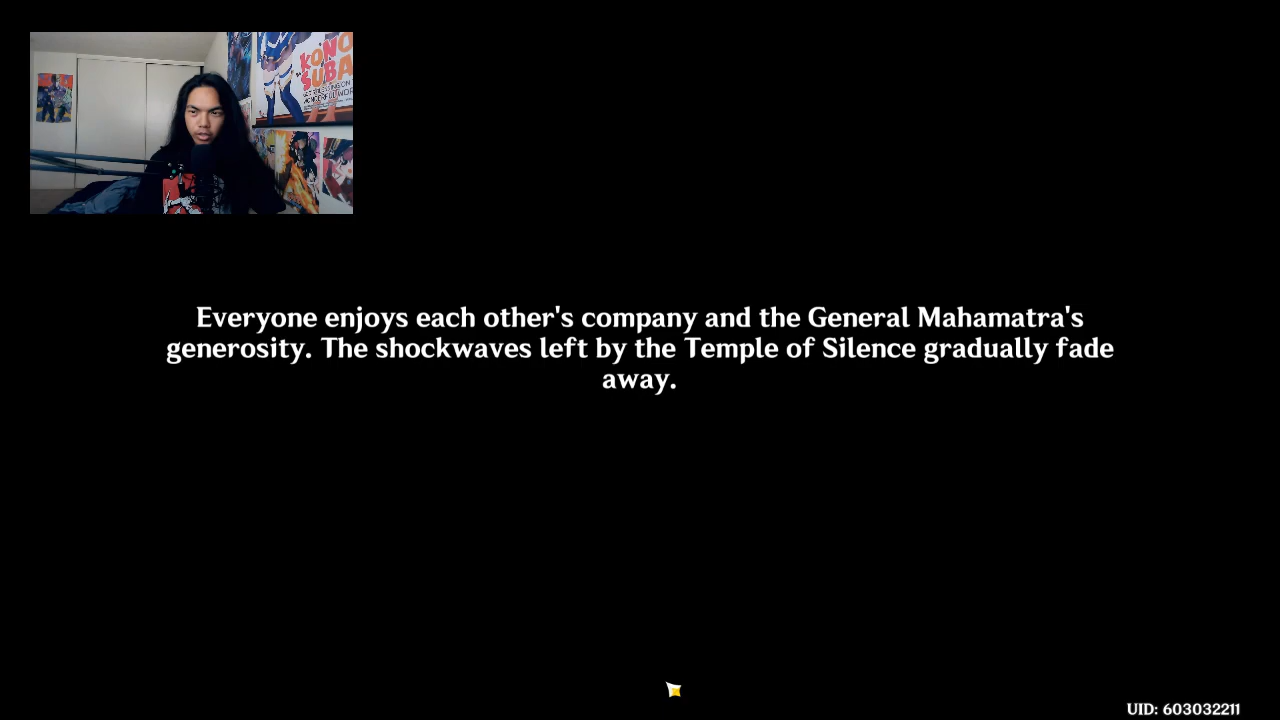 KONO
SUBA
Everyone enjoys each other's company and the General Mahamatra's
generosity. The shockwaves left by the Temple of Silence gradually fade
away.
UID: 603032211